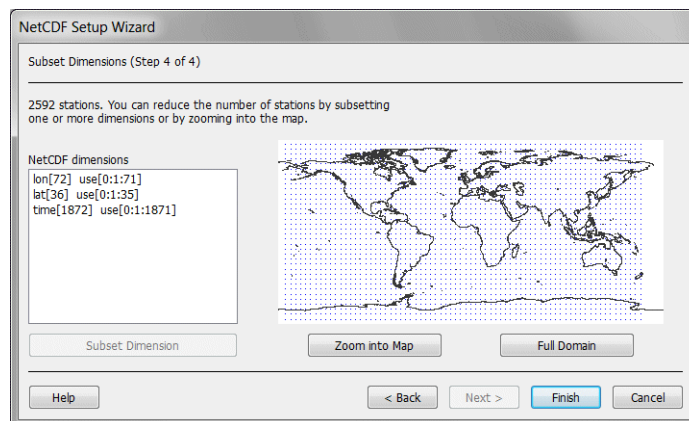 NetCDF Setup Wizard
Subset Dimensions (Step 4 of 4)
2592 stations. You can reduce the number of stations by subsetting
one or more dimensions or by zooming into the map.
NetCDF dimensions
lon[72] use[0:1:71]
lat[36] use[0:1:35]
time[1872] use[0:1:1871]
Subset Dimension
Zoom into Map
Full Domain
Help
< Back
Next >
Finish
Cancel